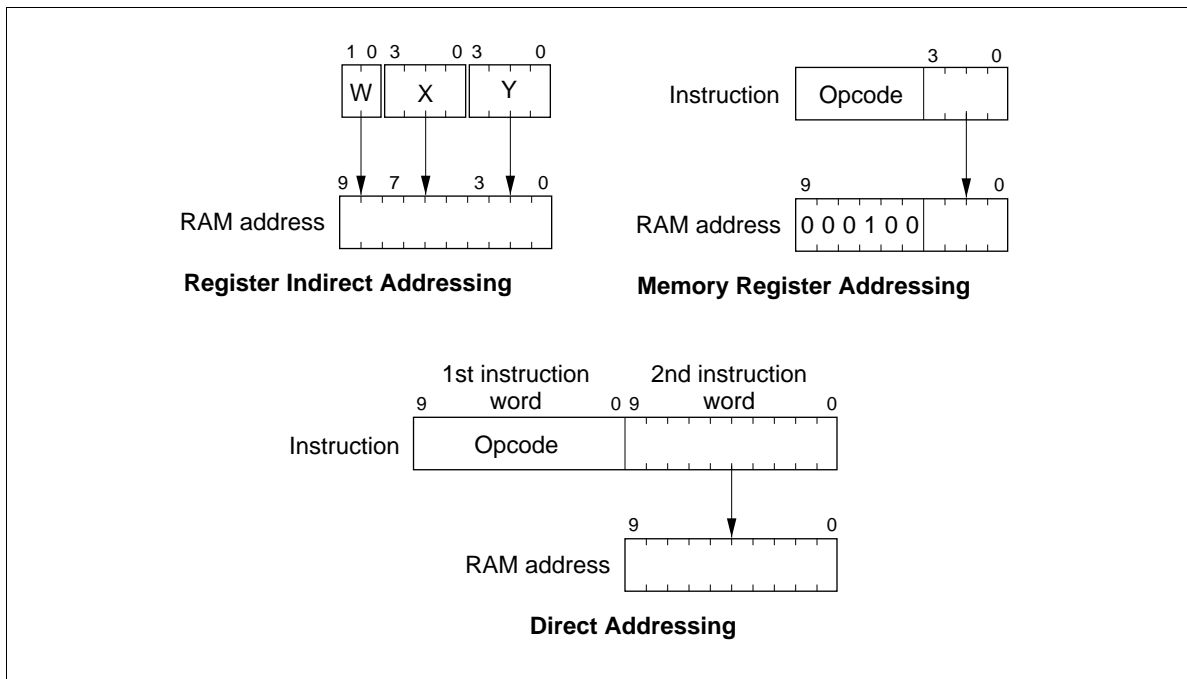 1 0 3 0 3 0
W X Y
9 7 3 0
RAM address
Register Indirect Addressing
3 0
Instruction Opcode
9 0
RAM address 0 0 0 1 0 0
Memory Register Addressing
1st instruction word
2nd instruction word
9 0 9 0
Instruction Opcode
9 0
RAM address
Direct Addressing